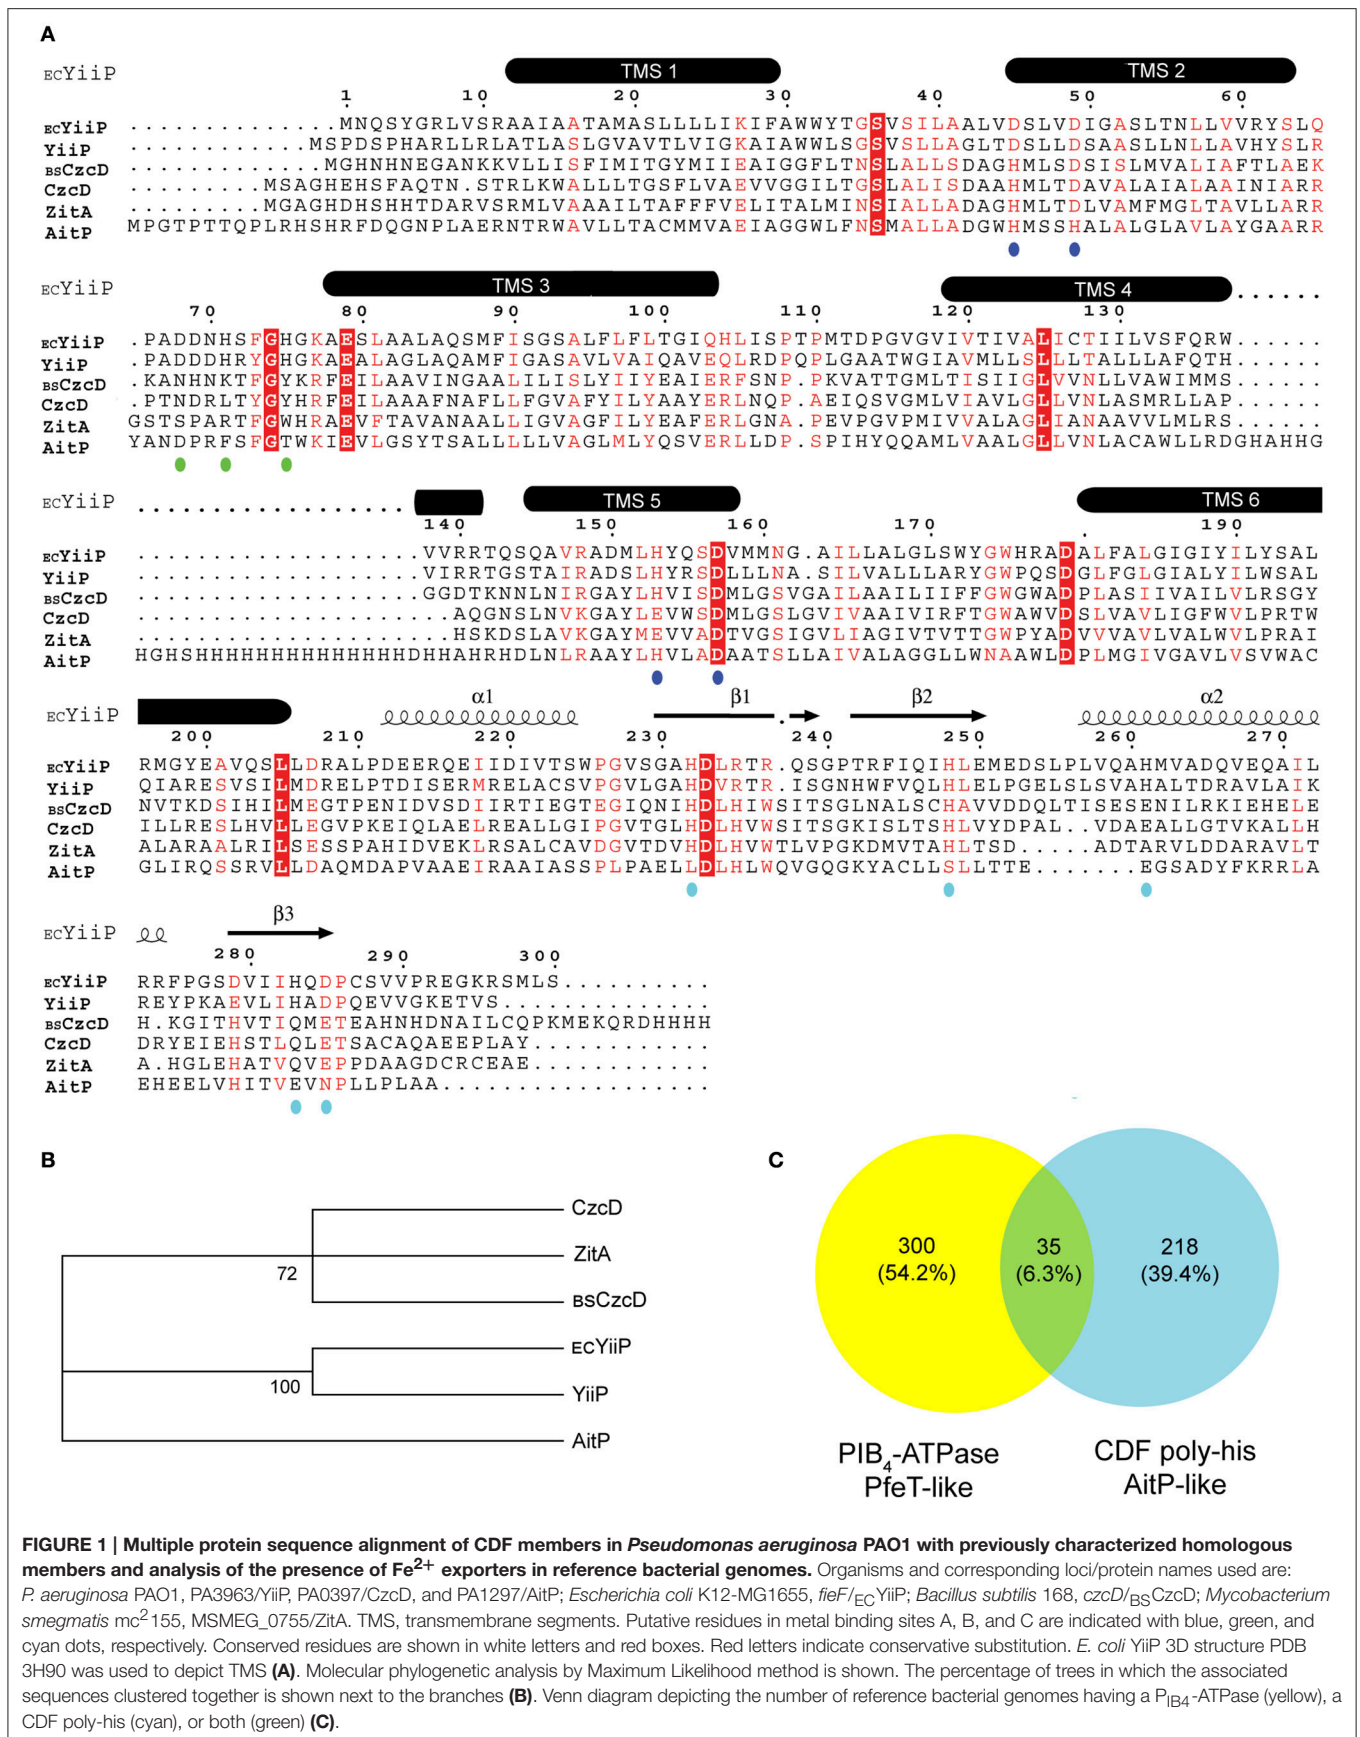 A
ECYiiP TMS 1 TMS 2
1 10 20 30 40 50 60
ECYiiP ..............MNQSYGRLVSRAAIAATAMASLLLLIKIFAWWYTGSVSILAALVDSLVDIGASLTNLLVVRYSLQ
YiiP ............MSPDSPHARLLRLATLASLGVAVTLVIGKAIAWWLSGSVSLLAGLTDSLLDSAASLLNLLAVHYSLR
BSCzcD .............MGHNHNEGANKKVLLISFIMITGYMIIEAIGGFLTNSLALLSDAGHMLSDSISLMVALIAFTLAEK
CzcD .........MSAGHEHSFAQTN.STRLKWALLLTGSFLVAEVVGGILTGSLALISDAAHMLTDAVALAIALAAINIARR
ZitA .........MGAGHDHSHHTDARVSRMLVAAAILTAFFFVELITALMINSIALLADAGHMLTDLVAMFMGLTAVLLARR
AitP MPGTPTTQPLRHSHRFDQGNPLAERNTRWAVLLTACMMVAEIAGGWLFNSMALLADGWHMSSHALALGLAVLAYGAARR
ECYiiP TMS 3 TMS 4 ......
70 80 90 100 110 120 130
ECYiiP .PADDNHSFGHGKAESLAALAQSMFISGSALFLFLTGIQHLISPTPMTDPGVGVIVTIVALICTIILVSFQRW......
YiiP .PADDDHRYGHGKAEALAGLAQAMFIGASAVLVAIQAVEQLRDPQPLGAATWGIAVMLLSLLLTALLLAFQTH......
BSCzcD .KANHNKTFGYKRFEILAAVINGAALILISLYIIYEAIERFSNP.PKVATTGMLTISIIGLVVNLLVAWIMMS......
CzcD .PTNDRLTYGYHRFEILAAAFNAFLLFGVAFYILYAAYERLNQP.AEIQSVGMLVIAVLGLLVNLASMRLLAP......
ZitA GSTSPARTFGWHRAEVFTAVANAALLIGVAGFILYEAFERLGNA.PEVPGVPMIVVALAGLIANAAVVLMLRS......
AitP YANDPRFSFGTWKIEVLGSYTSALLLLLVAGLMLYQSVERLLDP.SPIHYQQAMLVAALGLLVNLACAWLLRDGHAHHG
ECYiiP .................. TMS 5 TMS 6
140 150 160 170 190
ECYiiP ...................VVRRTQSQAVRADMLHYQSDVMMNG.AILLALGLSWYGWHRADALFALGIGIYILYSAL
YiiP ...................VIRRTGSTAIRADSLHYRSDLLLNA.SILVALLLARYGWPQSDGLFGLGIALYILWSAL
BSCzcD ...................GGDTKNNLNIRGAYLHVISDMLGSVGAILAAILIIFFGWGWADPLASIIVAILVLRSGY
CzcD .....................AQGNSLNVKGAYLEVWSDMLGSLGVIVAAIVIRFTGWAWVDSLVAVLIGFWVLPRTW
ZitA .....................HSKDSLAVKGAYMEVVADTVGSIGVLIAGIVTVTTGWPYADVVVAVLVALWVLPRAI
AitP HGHSHHHHHHHHHHHHHHDHHAHRHDLNLRAAYLHVLADAATSLLAIVALAGGLLWNAAWLDPLMGIVGAVLVSVWAC
ECYiiP α1 β1 . β2 α2
200 210 220 230 240 250 260 270
ECYiiP RMGYEAVQSLLDRALPDEERQEIIDIVTSWPGVSGAHDLRTR.QSGPTRFIQIHLEMEDSLPLVQAHMVADQVEQAIL
YiiP QIARESVSILMDRELPTDISERMRELACSVPGVLGAHDVRTR.ISGNHWFVQLHLELPGELSLSVAHALTDRAVLAIK
BSCzcD NVTKDSIHILMEGTPENIDVSDIIRTIEGTEGIQNIHDLHIWSITSGLNALSCHAVVDDQLTISESENILRKIEHELE
CzcD ILLRESLHVLLEGVPKEIQLAELREALLGIPGVTGLHDLHVWSITSGKISLTSHLVYDPAL..VDAEALLGTVKALLH
ZitA ALARAALRILSESSPAHIDVEKLRSALCAVDGVTDVHDLHVWTLVPGKDMVTAHLTSD.....ADTARVLDDARAVLT
AitP GLIRQSSRVLLDAQMDAPVAAEIRAAIASSPLPAELLDLHLWQVGQGKYACLLSLLTTE.......EGSADYFKRRLA
ECYiiP β3
280 290 300
ECYiiP RRFPGSDVIIHQDPCSVVPREGKRSMLS..........
YiiP REYPKAEVLIHADPQEVVGKETVS..............
BSCzcD H.KGITHVTIQMETEAHNHDNAILCQPKMEKQRDHHHH
CzcD DRYEIEHSTLQLETSACAQAEEPLAY............
ZitA A.HGLEHATVQVEPPDAAGDCRCEAE............
AitP EHEELVHITVEVNPLLPLAA..................
B
CzcD
ZitA
72
BSCzcD
ECYiiP
100
YiiP
AitP
C
300 35 218
(54.2%) (6.3%) (39.4%)
PIB4-ATPase CDF poly-his
PfeT-like AitP-like
FIGURE 1 | Multiple protein sequence alignment of CDF members in Pseudomonas aeruginosa PAO1 with previously characterized homologous
members and analysis of the presence of Fe2+ exporters in reference bacterial genomes. Organisms and corresponding loci/protein names used are:
P. aeruginosa PAO1, PA3963/YiiP, PA0397/CzcD, and PA1297/AitP; Escherichia coli K12-MG1655, fieF/ECYiiP; Bacillus subtilis 168, czcD/BSCzcD; Mycobacterium
smegmatis mc2155, MSMEG_0755/ZitA. TMS, transmembrane segments. Putative residues in metal binding sites A, B, and C are indicated with blue, green, and
cyan dots, respectively. Conserved residues are shown in white letters and red boxes. Red letters indicate conservative substitution. E. coli YiiP 3D structure PDB
3H90 was used to depict TMS (A). Molecular phylogenetic analysis by Maximum Likelihood method is shown. The percentage of trees in which the associated
sequences clustered together is shown next to the branches (B). Venn diagram depicting the number of reference bacterial genomes having a PIB4-ATPase (yellow), a
CDF poly-his (cyan), or both (green) (C).